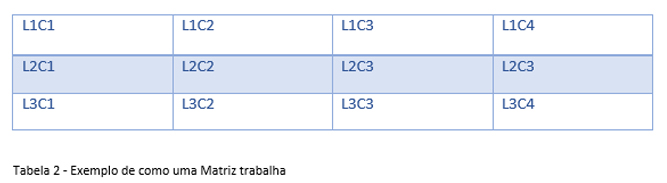 L1C1 L1C2 L1C3 L1C4
L2C1 L2C2 L2C3 L2C3
L3C1 L3C2 L3C3 L3C4
Tabela 2 - Exemplo de como uma Matriz trabalha